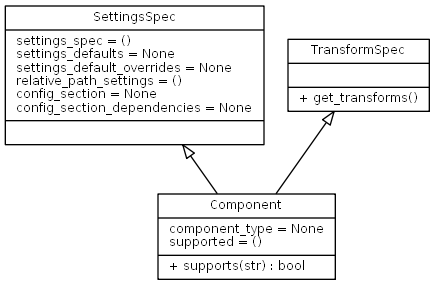 SettingsSpec
settings_spec = ()
settings_defaults = None
settings_default_overrides = None
relative_path_settings = ()
config_section = None
config_section_dependencies = None
TransformSpec
+ get_transforms()
Component
component_type = None
supported = ()
+ supports(str) : bool